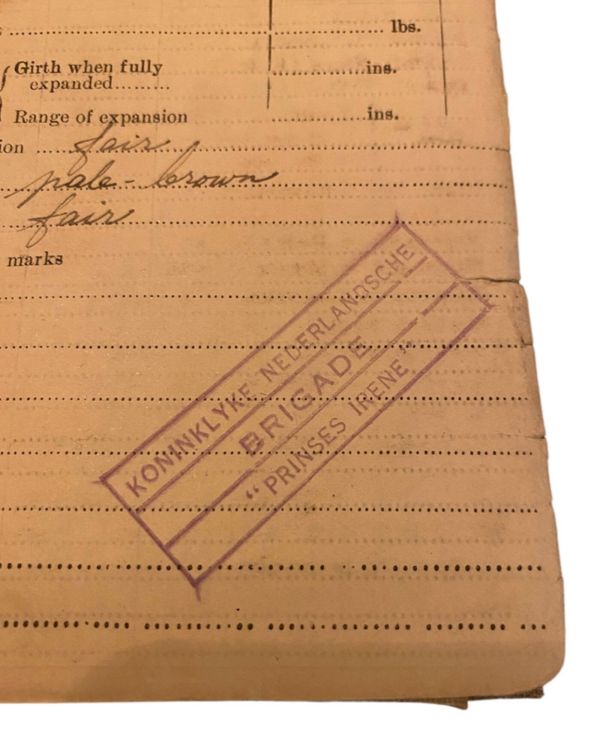 lbs.
Girth when fully
expanded.........
ins.
Range of expansion
ins.
ion .... fair
pale - brown
fair
marks
KONINKLYKE NEDERLANDSCHE
BRIGADE
“PRINSES IRENE”